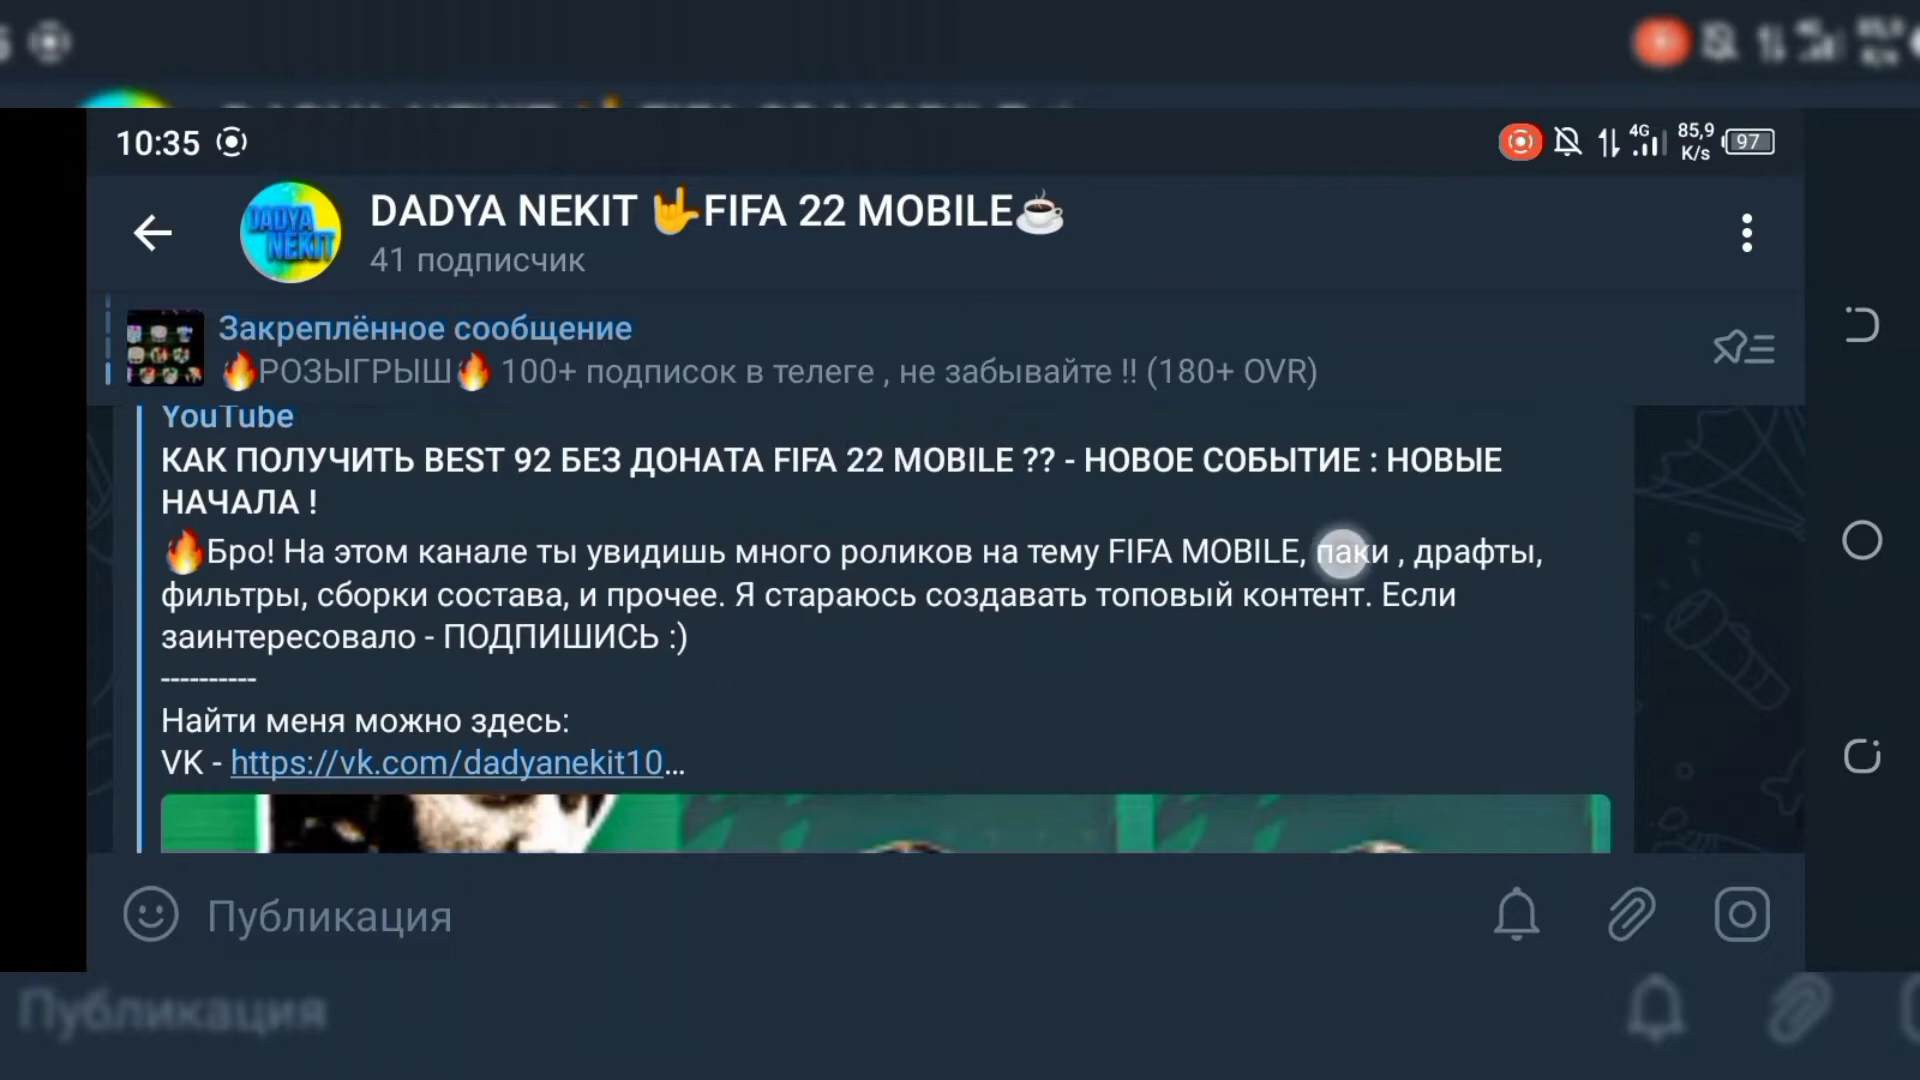 10:35
4G
85,9
K/s
97
DADYA NEKIT 🤟FIFA 22 MOBILE☕
DADYA
NEKIT
41 подписчик
Закреплённое сообщение
🔥РОЗЫГРЫШ🔥 100+ подписок в телеге , не забывайте !! (180+ OVR)
YouTube
КАК ПОЛУЧИТЬ BEST 92 БЕЗ ДОНАТА FIFA 22 MOBILE ?? - НОВОЕ СОБЫТИЕ : НОВЫЕ
НАЧАЛА !
🔥Бро! На этом канале ты увидишь много роликов на тему FIFA MOBILE, паки , драфты,
фильтры, сборки состава, и прочее. Я стараюсь создавать топовый контент. Если
заинтересовало - ПОДПИШИСЬ :)
----------
Найти меня можно здесь:
VK - https://vk.com/dadyanekit10...
Публикация
Публикация